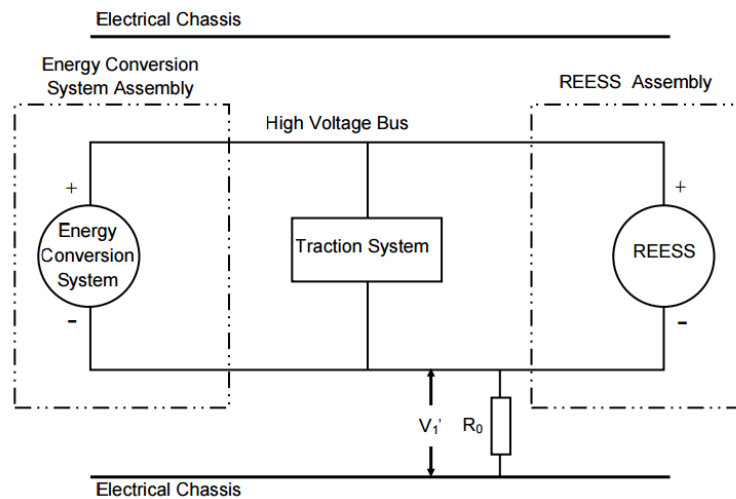 Electrical Chassis
Energy Conversion
System Assembly
REESS Assembly
High Voltage Bus
+
+
Energy
Conversion
System
Traction System
REESS
-
-
V₁'
R₀
Electrical Chassis